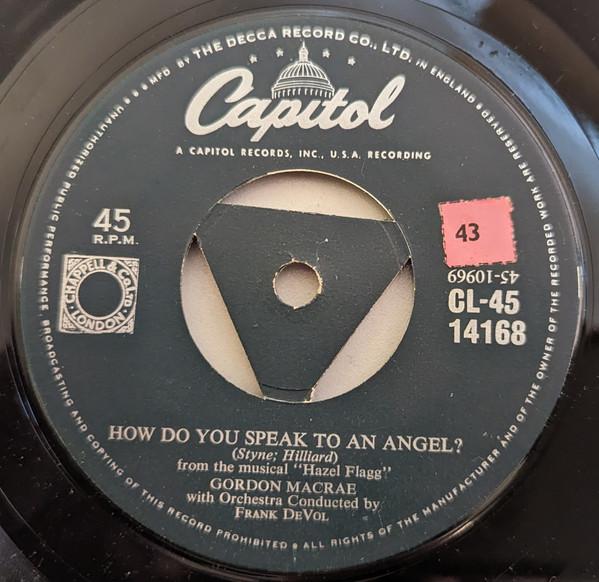 MFD BY THE DECCA RECORD CO., LTD. IN ENGLAND ● ALL RIGHTS OF THE MANUFACTURER AND OF THE OWNER OF THE RECORDED WORK ARE RESERVED ● UNAUTHORISED PUBLIC PERFORMANCE, BROADCASTING AND COPYING OF THIS RECORD PROHIBITED
Capitol
A CAPITOL RECORDS, INC., U.S.A. RECORDING
45
R.P.M.
43
CHAPPELL & Co. Ltd.
LONDON.
45-10969
CL-45
14168
HOW DO YOU SPEAK TO AN ANGEL?
(Styne; Hilliard)
from the musical "Hazel Flagg"
GORDON MACRAE
with Orchestra Conducted by
FRANK DEVOL